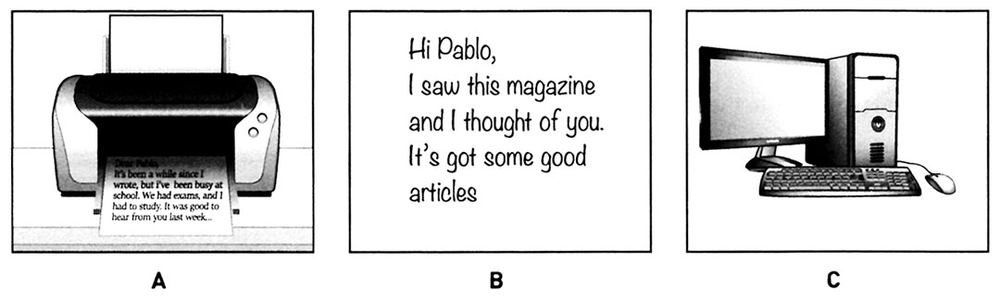 Dear Pablo,
It's been a while since I
wrote, but I've been busy at
school. We had exams, and I
had to study. It was good to
hear from you last week...
Hi Pablo,
I saw this magazine
and I thought of you.
It's got some good
articles
A
B
C